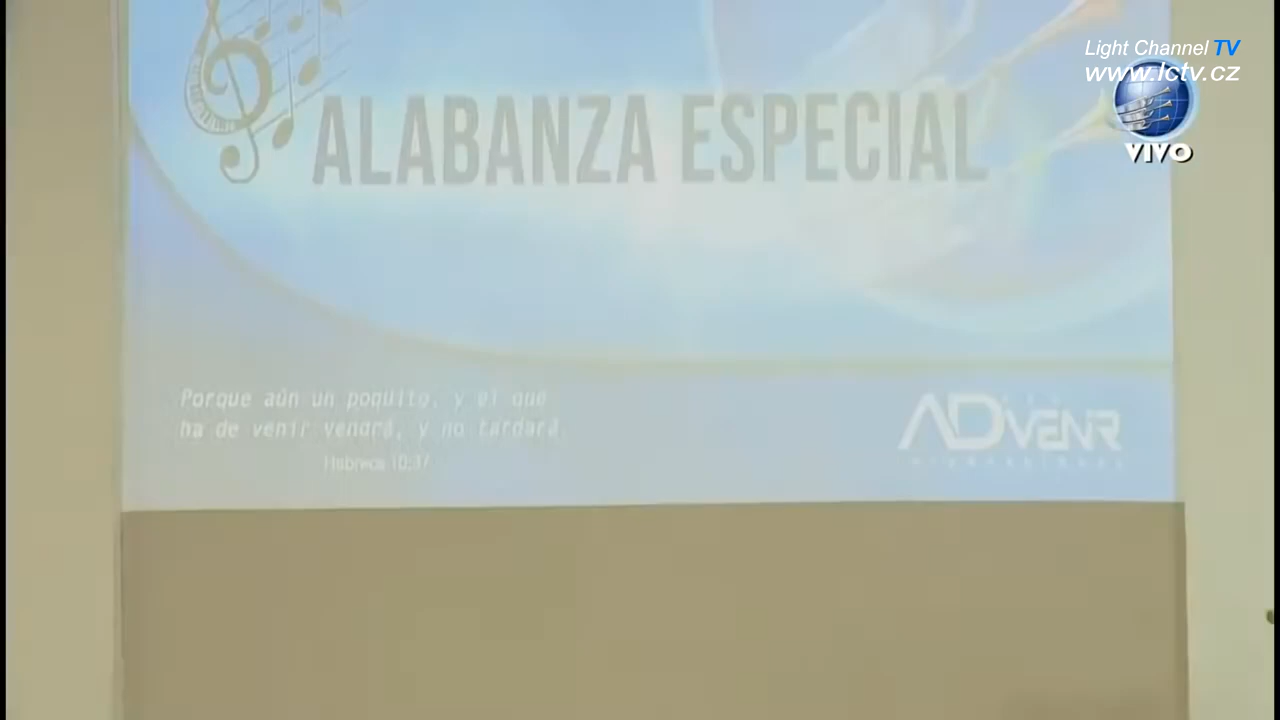 Light Channel TV
www.lctv.cz
VIVO
ALABANZA ESPECIAL
Porque aún un poquito, y el que
ha de venir vendrá, y no tardará.
Hebreos 10:37
ADVENIR